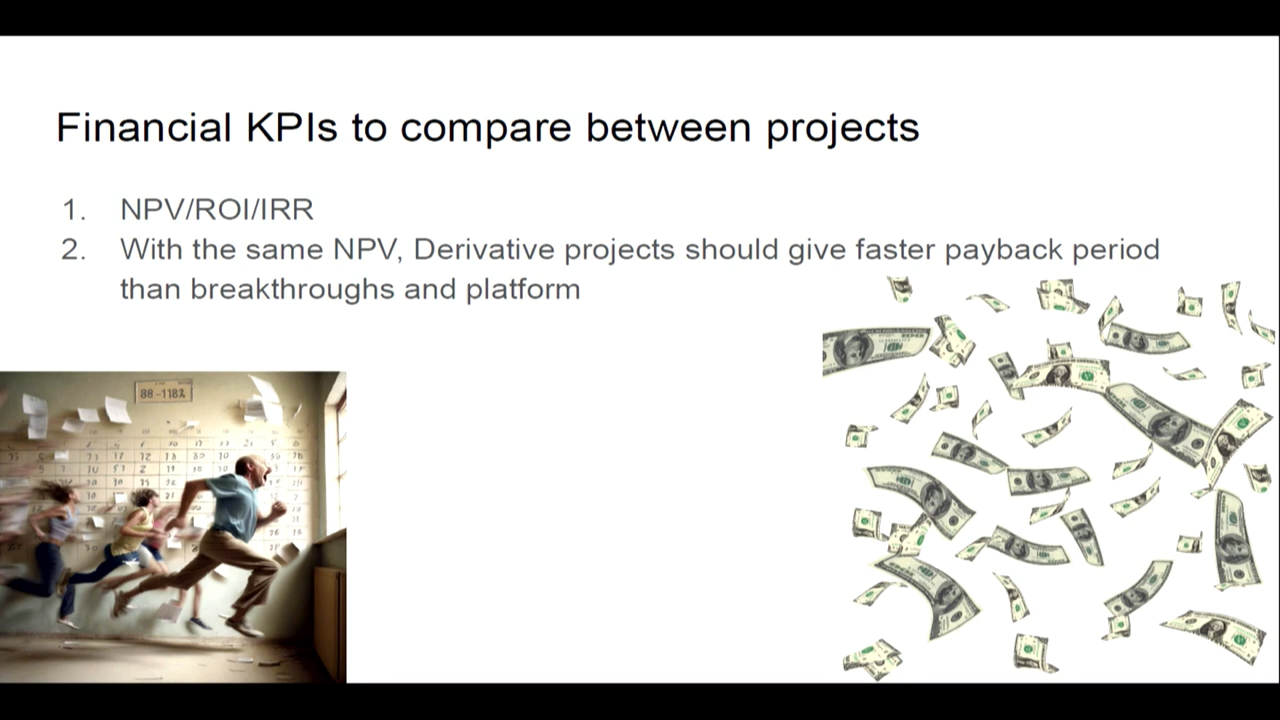 Financial KPIs to compare between projects
1. NPV/ROI/IRR
2. With the same NPV, Derivative projects should give faster payback period
than breakthroughs and platform